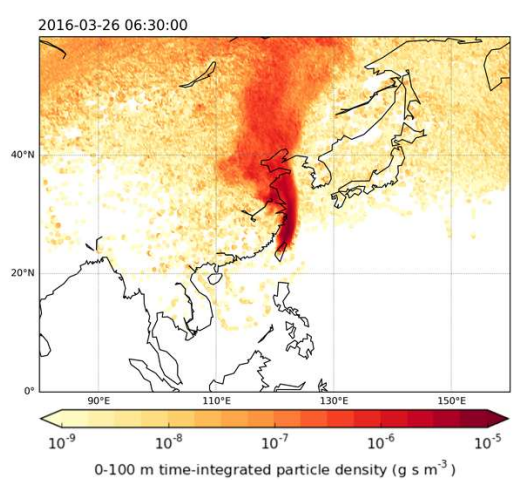 2016-03-26 06:30:00
40°N
20°N
0°
90°E 110°E 130°E 150°E
10⁻⁹ 10⁻⁸ 10⁻⁷ 10⁻⁶ 10⁻⁵
0-100 m time-integrated particle density (g s m⁻³)